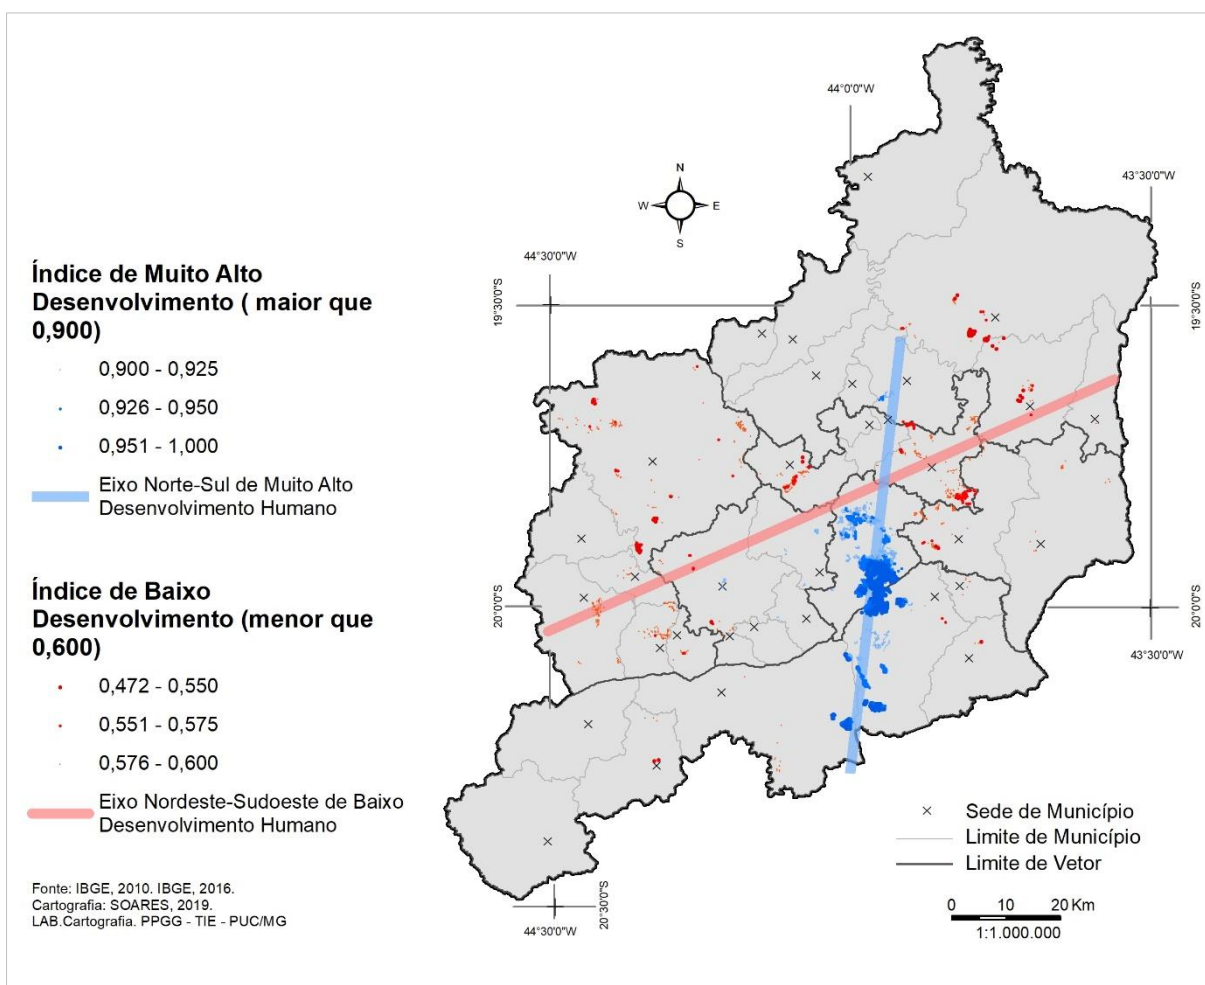 44°0'0"W
43°30'0"W
N
W
E
S
44°30'0"W
19°30'0"S
19°30'0"S
Índice de Muito Alto
Desenvolvimento ( maior que
0,900)
0,900 - 0,925
0,926 - 0,950
0,951 - 1,000
Eixo Norte-Sul de Muito Alto
Desenvolvimento Humano
Índice de Baixo
Desenvolvimento (menor que
0,600)
0,472 - 0,550
0,551 - 0,575
0,576 - 0,600
Eixo Nordeste-Sudoeste de Baixo
Desenvolvimento Humano
20°0'0"S
20°0'0"S
43°30'0"W
Sede de Município
Limite de Município
Limite de Vetor
Fonte: IBGE, 2010. IBGE, 2016.
Cartografia: SOARES, 2019.
LAB.Cartografia. PPGG - TIE - PUC/MG
20°30'0"S
44°30'0"W
0 10 20 Km
1:1.000.000